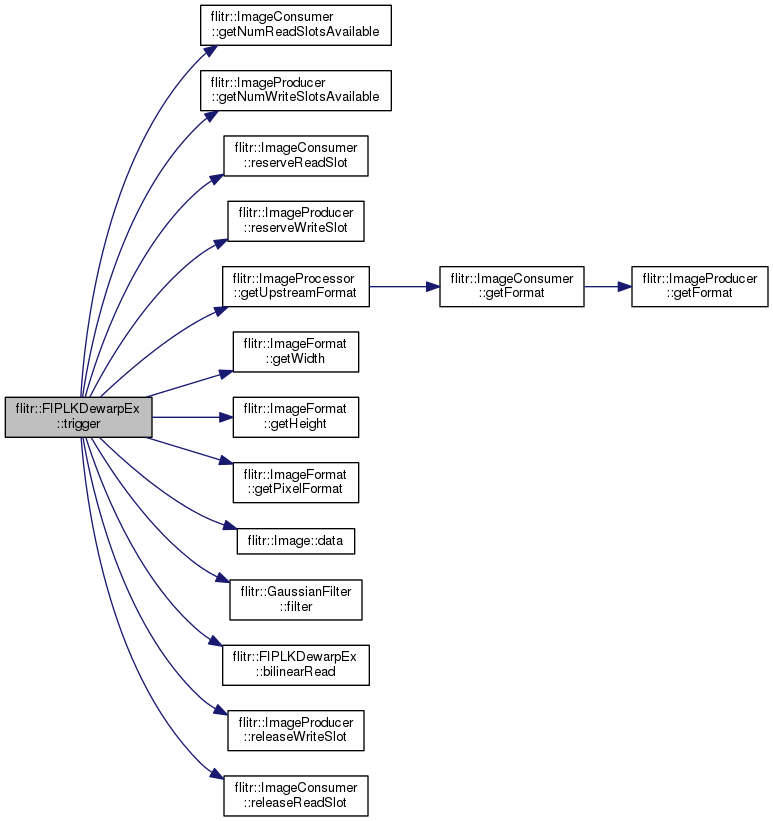 flitr::ImageConsumer
::getNumReadSlotsAvailable
flitr::ImageProducer
::getNumWriteSlotsAvailable
flitr::ImageConsumer
::reserveReadSlot
flitr::ImageProducer
::reserveWriteSlot
flitr::ImageProcessor
::getUpstreamFormat
flitr::ImageConsumer
::getFormat
flitr::ImageProducer
::getFormat
flitr::ImageFormat
::getWidth
flitr::FIPLKDewarpEx
::trigger
flitr::ImageFormat
::getHeight
flitr::ImageFormat
::getPixelFormat
flitr::Image::data
flitr::GaussianFilter
::filter
flitr::FIPLKDewarpEx
::bilinearRead
flitr::ImageProducer
::releaseWriteSlot
flitr::ImageConsumer
::releaseReadSlot